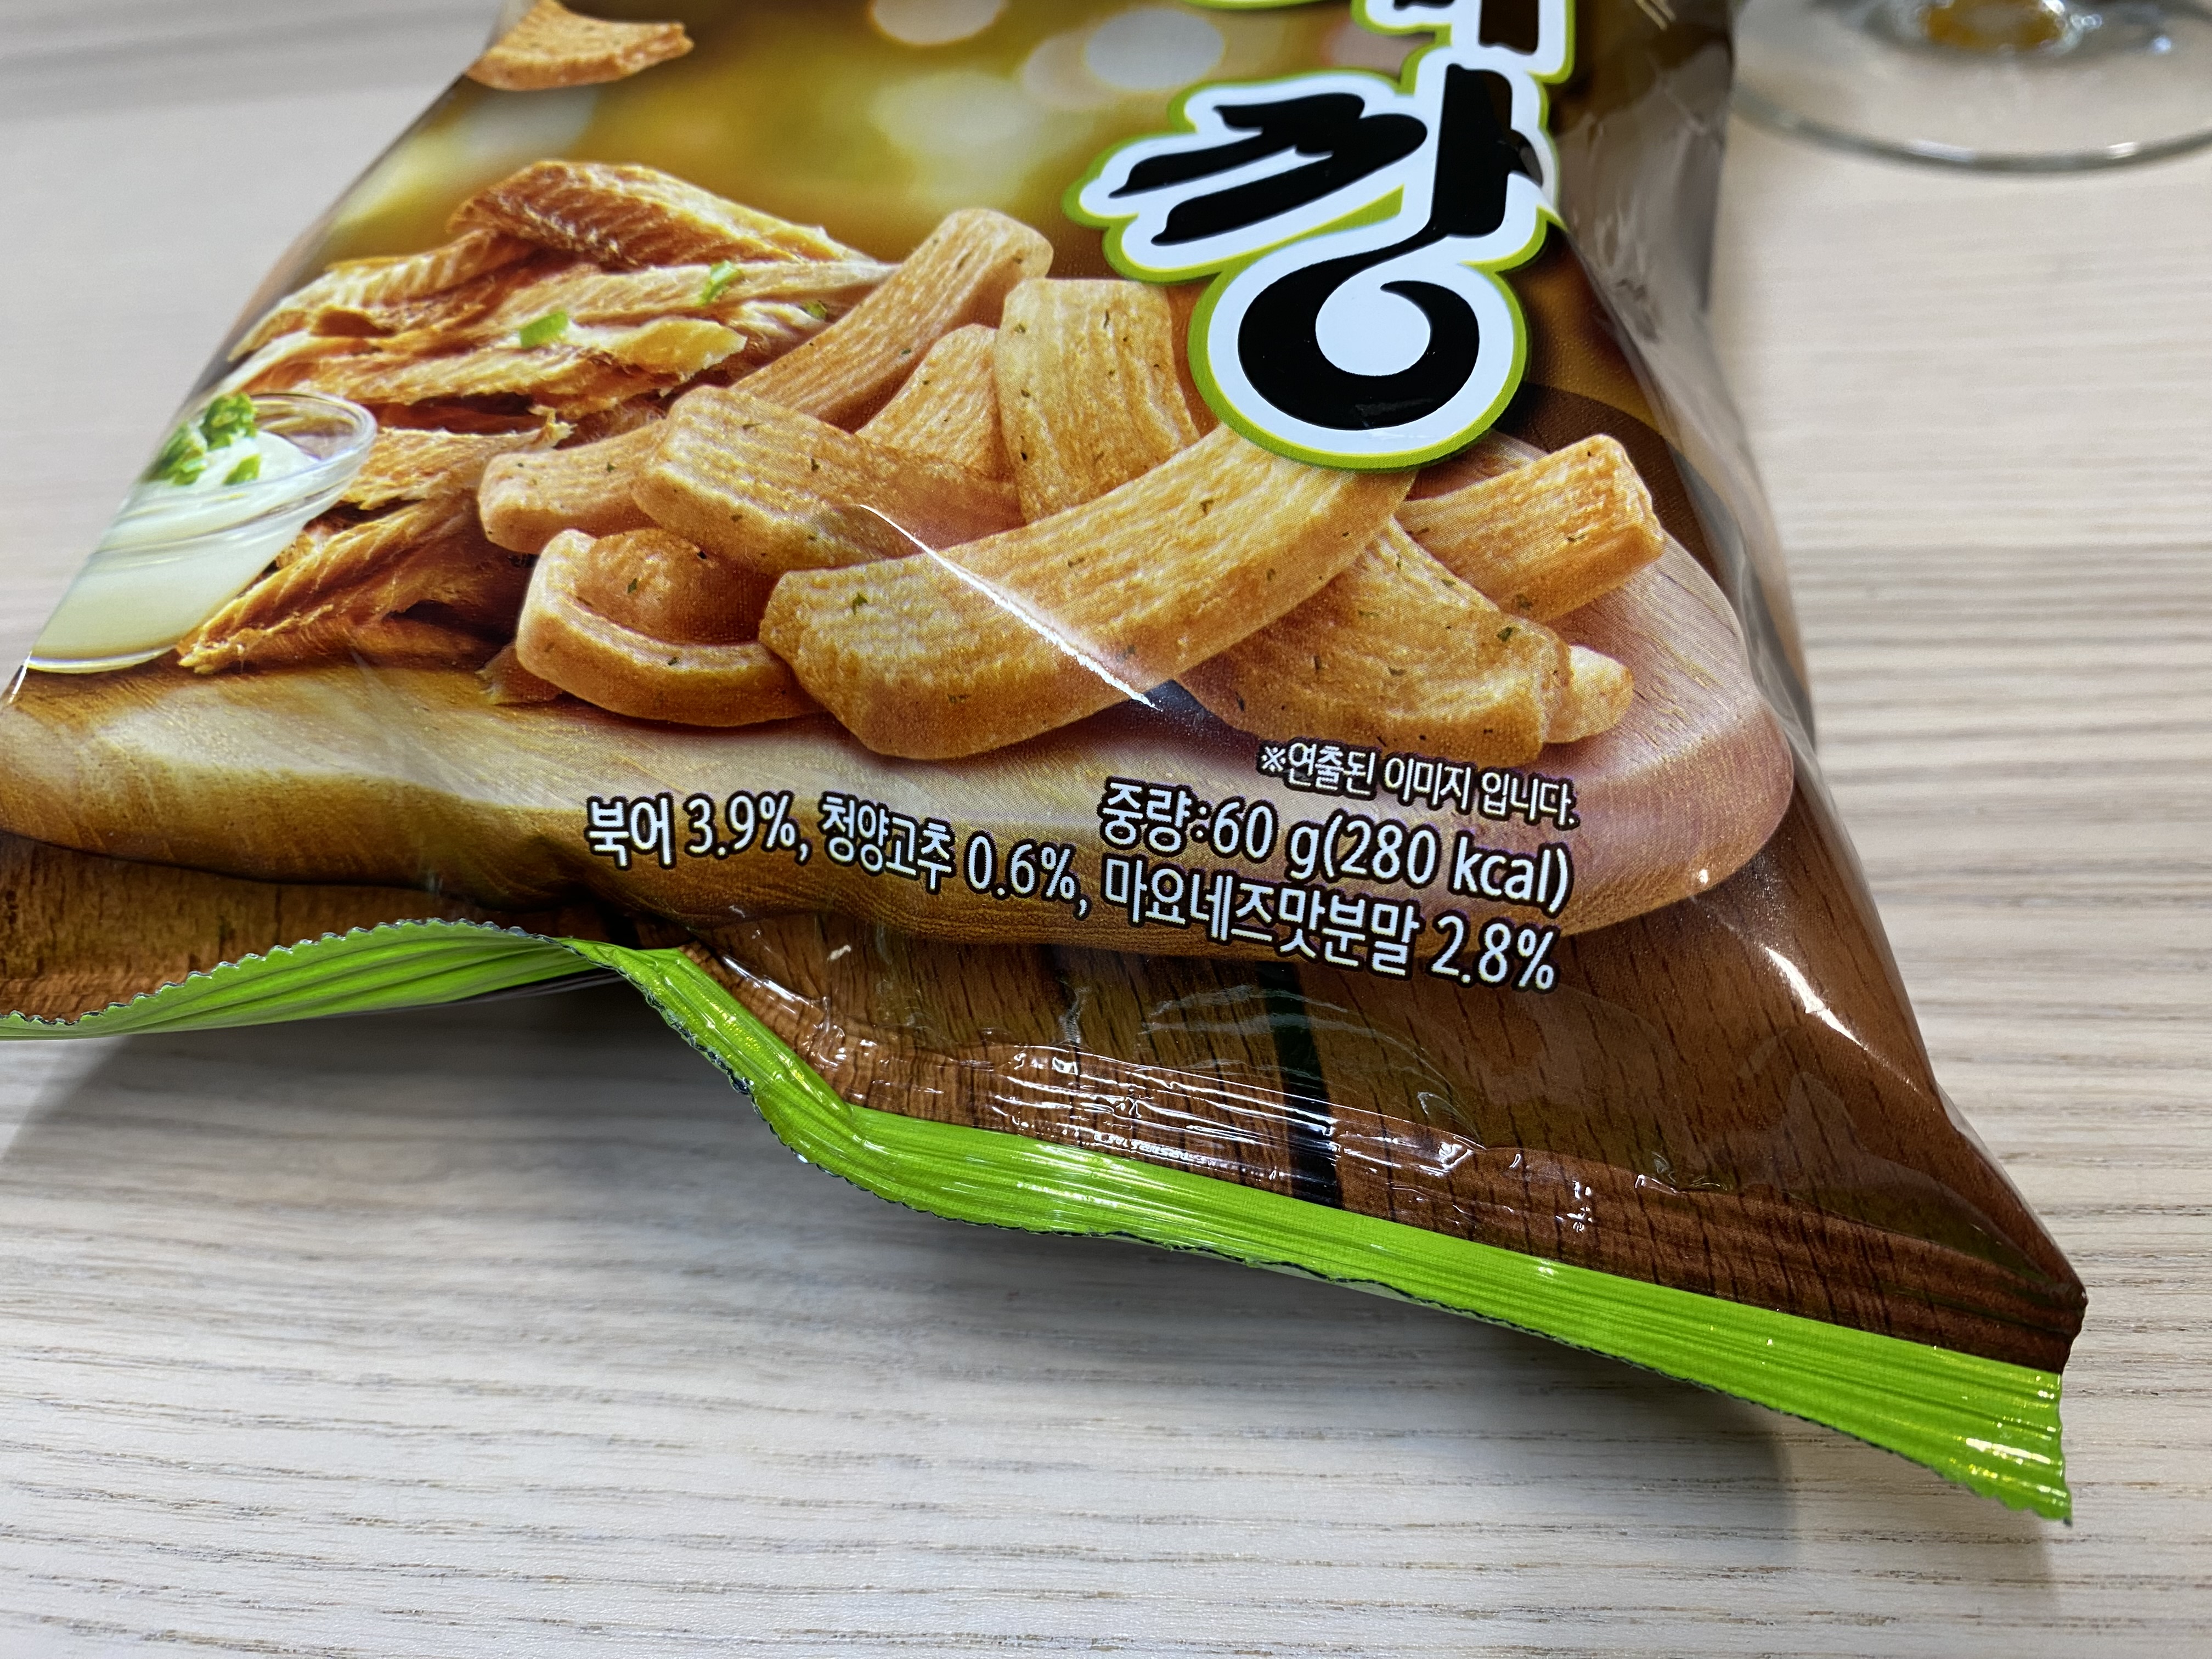 깡
※연출된 이미지 입니다.
중량:60 g(280 kcal)
북어 3.9%, 청양고추 0.6%, 마요네즈맛분말 2.8%